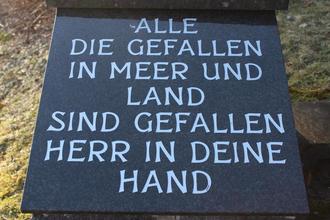 ALLE
DIE GEFALLEN
IN MEER UND
LAND
SIND GEFALLEN
HERR IN DEINE
HAND